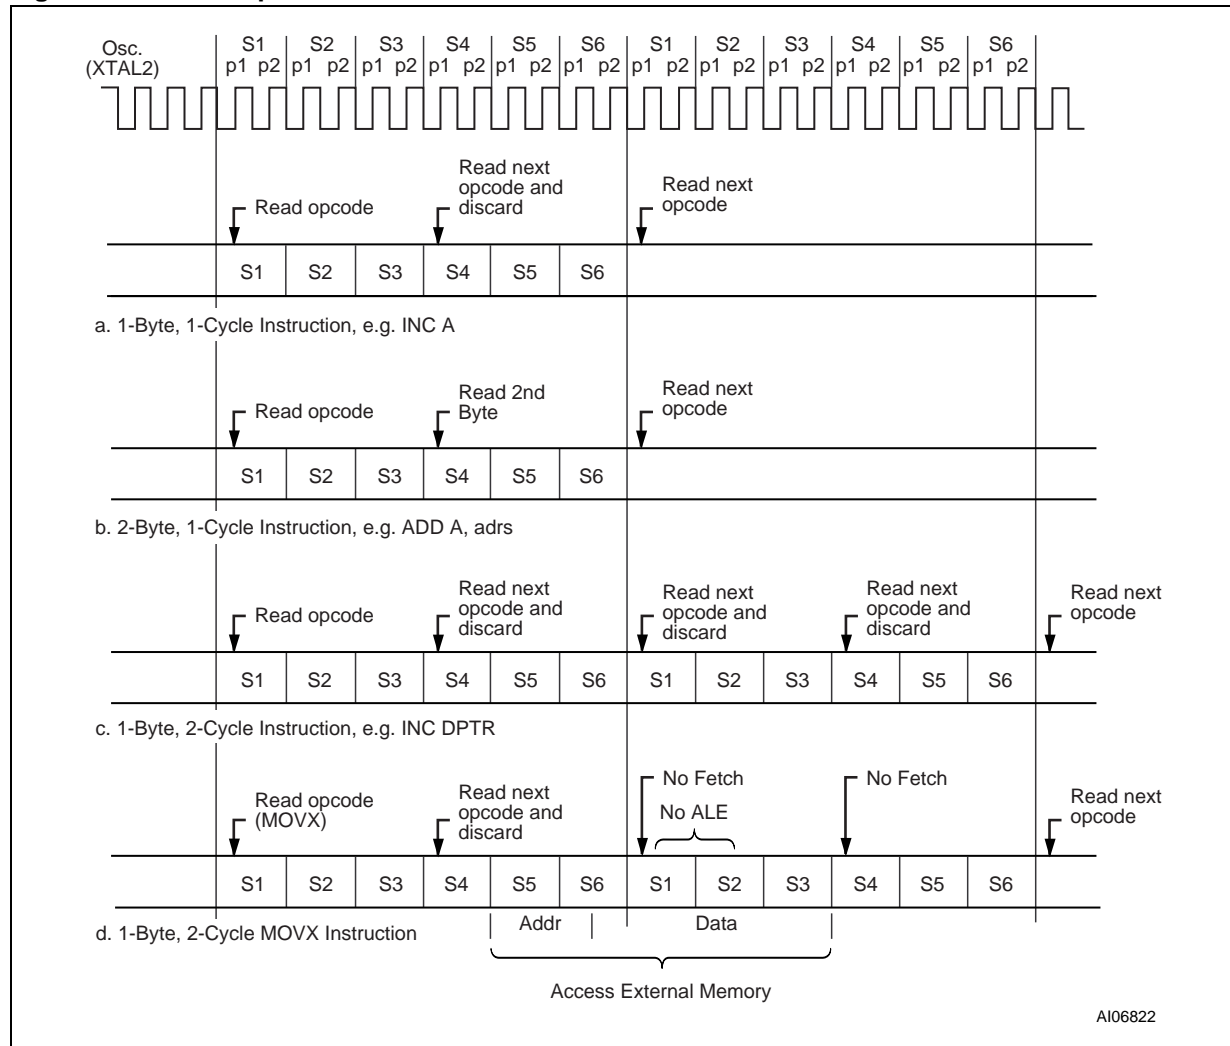 Osc.
(XTAL2)
S1 S2 S3 S4 S5 S6 S1 S2 S3 S4 S5 S6
p1 p2 p1 p2 p1 p2 p1 p2 p1 p2 p1 p2 p1 p2 p1 p2 p1 p2 p1 p2 p1 p2 p1 p2
Read opcode
Read next
opcode and
discard
Read next
opcode
S1 S2 S3 S4 S5 S6
a. 1-Byte, 1-Cycle Instruction, e.g. INC A
Read opcode
Read 2nd
Byte
Read next
opcode
S1 S2 S3 S4 S5 S6
b. 2-Byte, 1-Cycle Instruction, e.g. ADD A, adrs
Read opcode
Read next
opcode and
discard
Read next
opcode and
discard
Read next
opcode and
discard
Read next
opcode
S1 S2 S3 S4 S5 S6 S1 S2 S3 S4 S5 S6
c. 1-Byte, 2-Cycle Instruction, e.g. INC DPTR
Read opcode
(MOVX)
Read next
opcode and
discard
No Fetch
No ALE
No Fetch
Read next
opcode
S1 S2 S3 S4 S5 S6 S1 S2 S3 S4 S5 S6
d. 1-Byte, 2-Cycle MOVX Instruction
Addr
Data
Access External Memory
AI06822